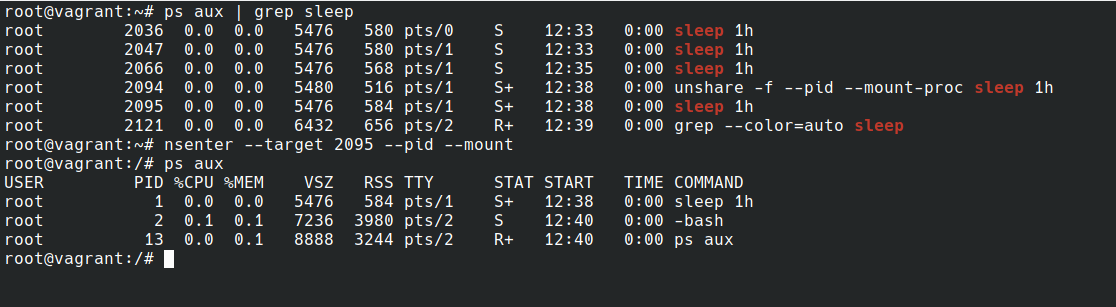 root@vagrant:~# ps aux | grep sleep
root        2036  0.0  0.0   5476   580 pts/0    S    12:33   0:00 sleep 1h
root        2047  0.0  0.0   5476   580 pts/1    S    12:33   0:00 sleep 1h
root        2066  0.0  0.0   5476   568 pts/1    S    12:35   0:00 sleep 1h
root        2094  0.0  0.0   5480   516 pts/1    S+   12:38   0:00 unshare -f --pid --mount-proc sleep 1h
root        2095  0.0  0.0   5476   584 pts/1    S+   12:38   0:00 sleep 1h
root        2121  0.0  0.0   6432   656 pts/2    R+   12:39   0:00 grep --color=auto sleep
root@vagrant:~# nsenter --target 2095 --pid --mount
root@vagrant:/# ps aux
USER         PID %CPU %MEM    VSZ   RSS TTY      STAT START   TIME COMMAND
root           1  0.0  0.0   5476   584 pts/1    S+   12:38   0:00 sleep 1h
root           2  0.1  0.1   7236  3980 pts/2    S    12:40   0:00 -bash
root          13  0.0  0.1   8888  3244 pts/2    R+   12:40   0:00 ps aux
root@vagrant:/#